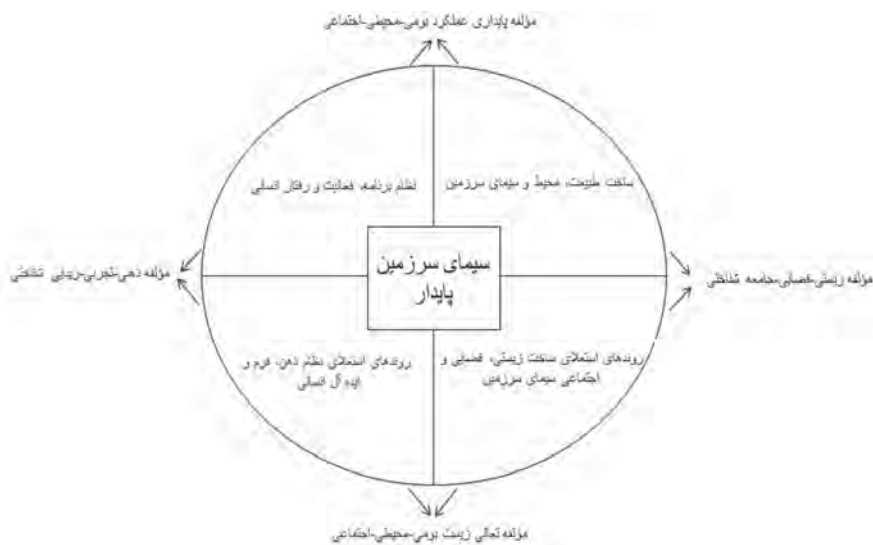 مؤلفه پایداری عملکرد بومی-محیطی-اجتماعی
ساخت طبیعت، محیط و سیمای سرزمین
نظام برنامه، فعالیت و رفتار انسانی
سیمای سرزمین
پایدار
مؤلفه زیستی-فضایی-جامعه شناختی
مؤلفه ذهنی-تجربی-زیبایی شناختی
روندهای استعلای ساخت زیستی، فضایی و
اجتماعی سیمای سرزمین
روندهای استعلای نظام ذهن، فرم و
ایده آل انسانی
مؤلفه تعالی زیست بومی-محیطی-اجتماعی